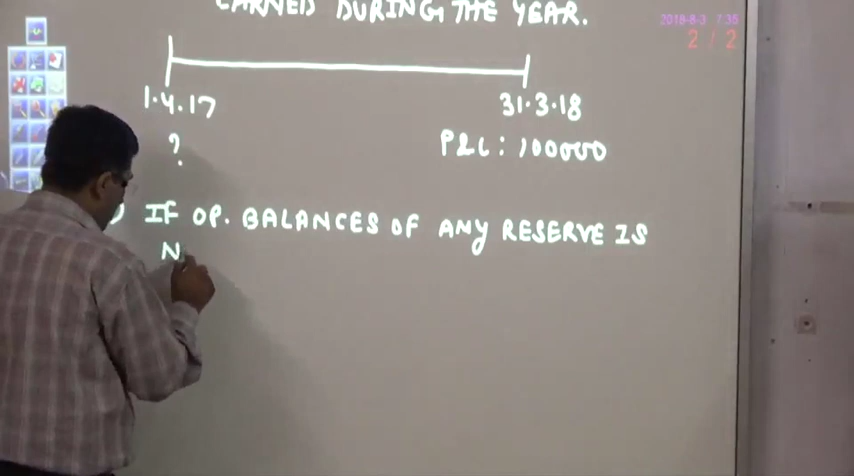 EARNED DURING THE YEAR.
2018-8-3 7:35
2/2
1.4.17 31.3.18
? P&L: 100000
IF OP. BALANCES OF ANY RESERVE IS
N